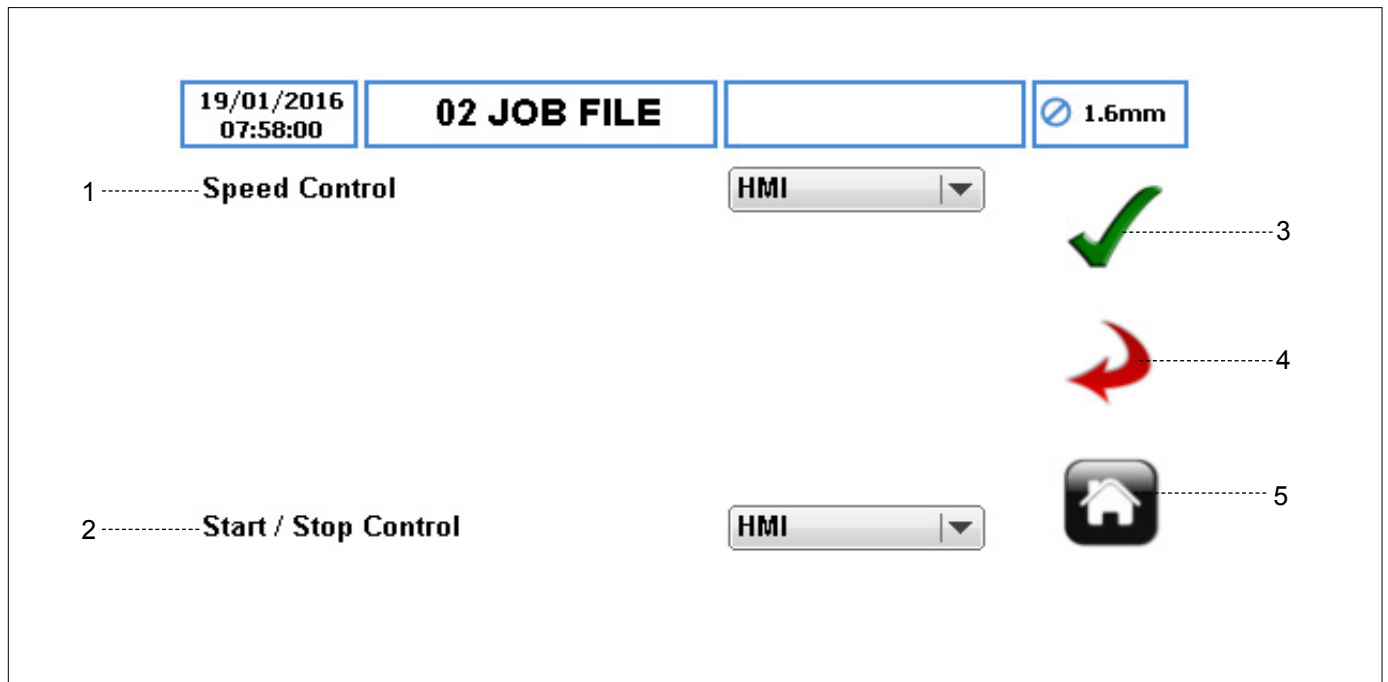 19/01/2016
07:58:00
02 JOB FILE
1.6mm
1 Speed Control HMI
3
4
5
2 Start / Stop Control HMI